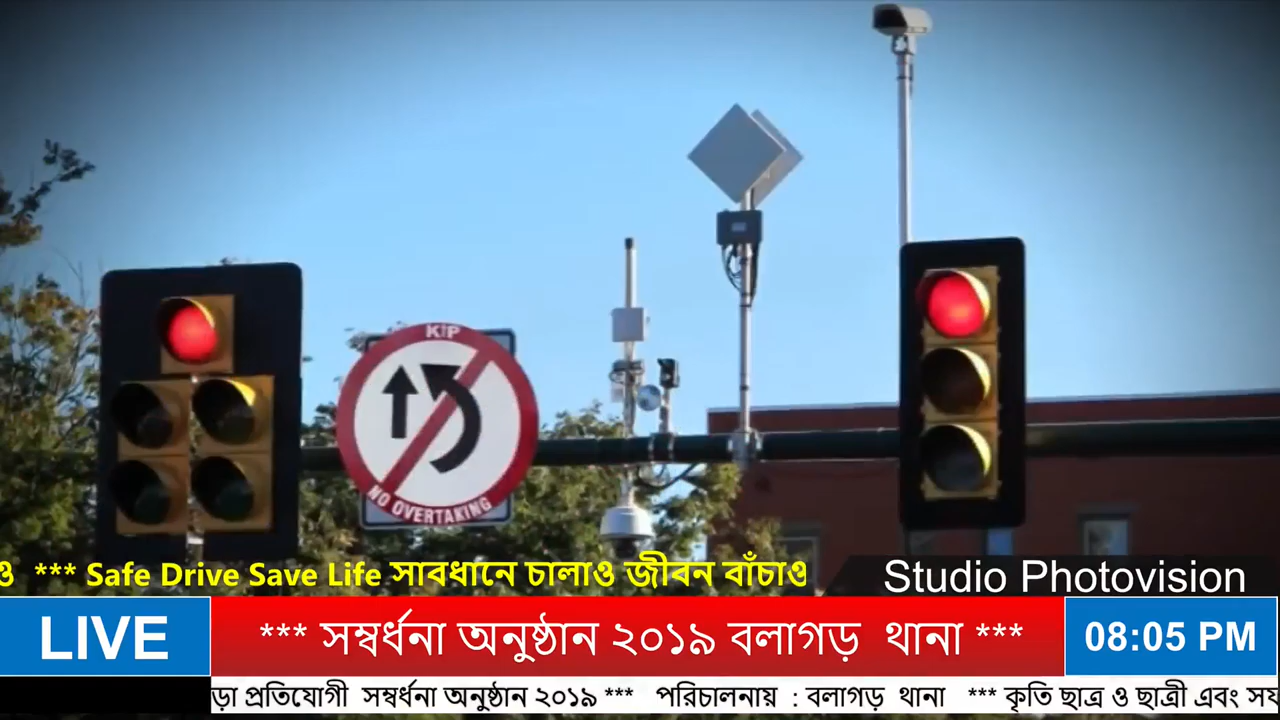 KIP
NO OVERTAKING
ও *** Safe Drive Save Life সাবধানে চালাও জীবন বাঁচাও
Studio Photovision
LIVE
*** সম্বর্ধনা অনুষ্ঠান ২০১৯ বলাগড় থানা ***
08:05 PM
ড়া প্রতিযোগী সম্বর্ধনা অনুষ্ঠান ২০১৯ *** পরিচালনায় : বলাগড় থানা *** কৃতি ছাত্র ও ছাত্রী এবং